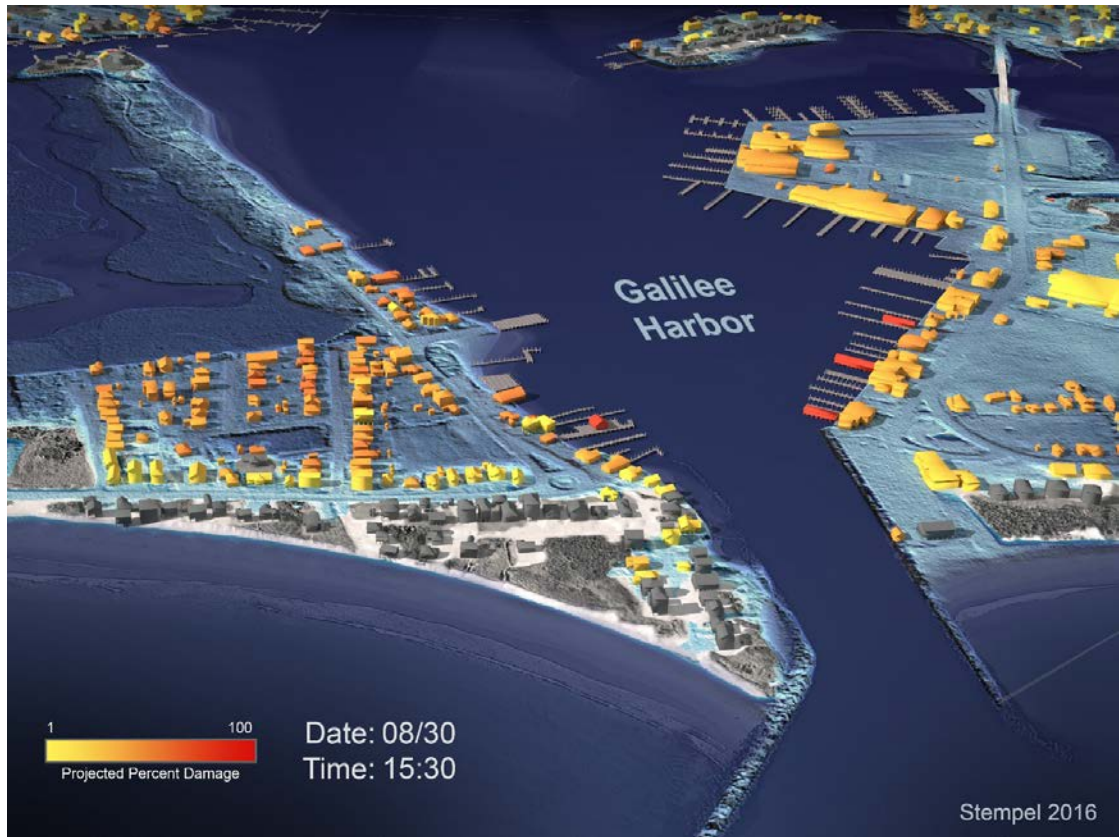 Galilee
Harbor
1 100
Projected Percent Damage
Date: 08/30
Time: 15:30
Stempel 2016